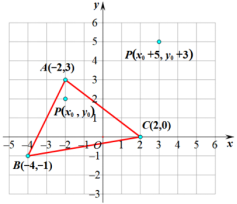 y
6
5
4
3
2
1
-1
-2
-3
-5 -4 -3 -2 -1 O 1 2 3 4 5 6 x
P(x₀+5, y₀+3)
A(-2,3)
P(x₀, y₀)
C(2,0)
B(-4,-1)